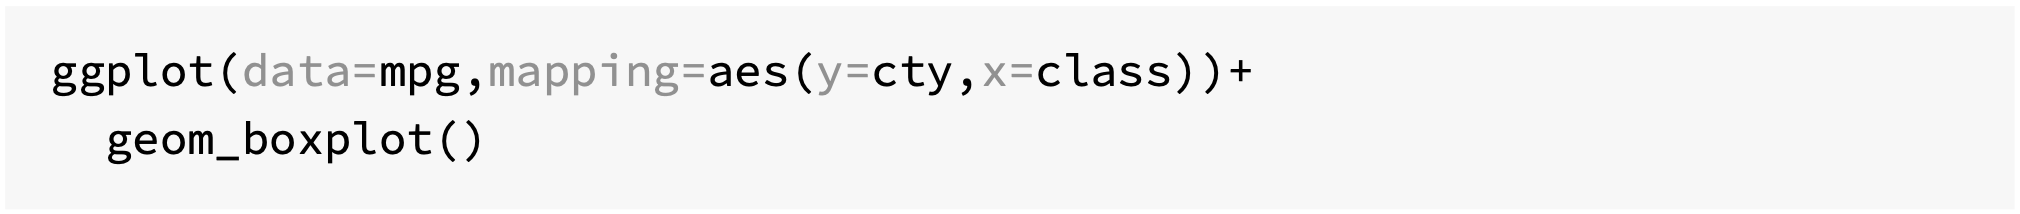 ggplot(data=mpg,mapping=aes(y=cty,x=class))+
  geom_boxplot()